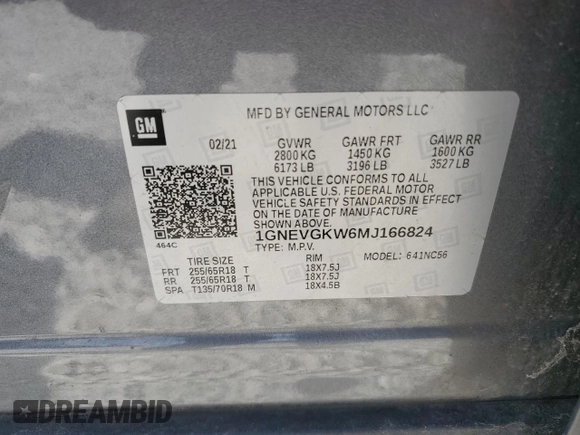 MFD BY GENERAL MOTORS LLC
GM
02/21 GVWR GAWR FRT GAWR RR
2800 KG 1450 KG 1600 KG
6173 LB 3196 LB 3527 LB
THIS VEHICLE CONFORMS TO ALL
APPLICABLE U.S. FEDERAL MOTOR
VEHICLE SAFETY STANDARDS IN
EFFECT ON THE DATE OF MANUFACTURE
SHOWN ABOVE.
1GNEVGKW6MJ166824
464C
TYPE: M.P.V. MODEL: 641NC56
TIRE SIZE RIM
FRT 255/65R18 T 18X7.5J
RR 255/65R18 T 18X7.5J
SPA T135/70R18 M 18X4.5B
DREAMBID